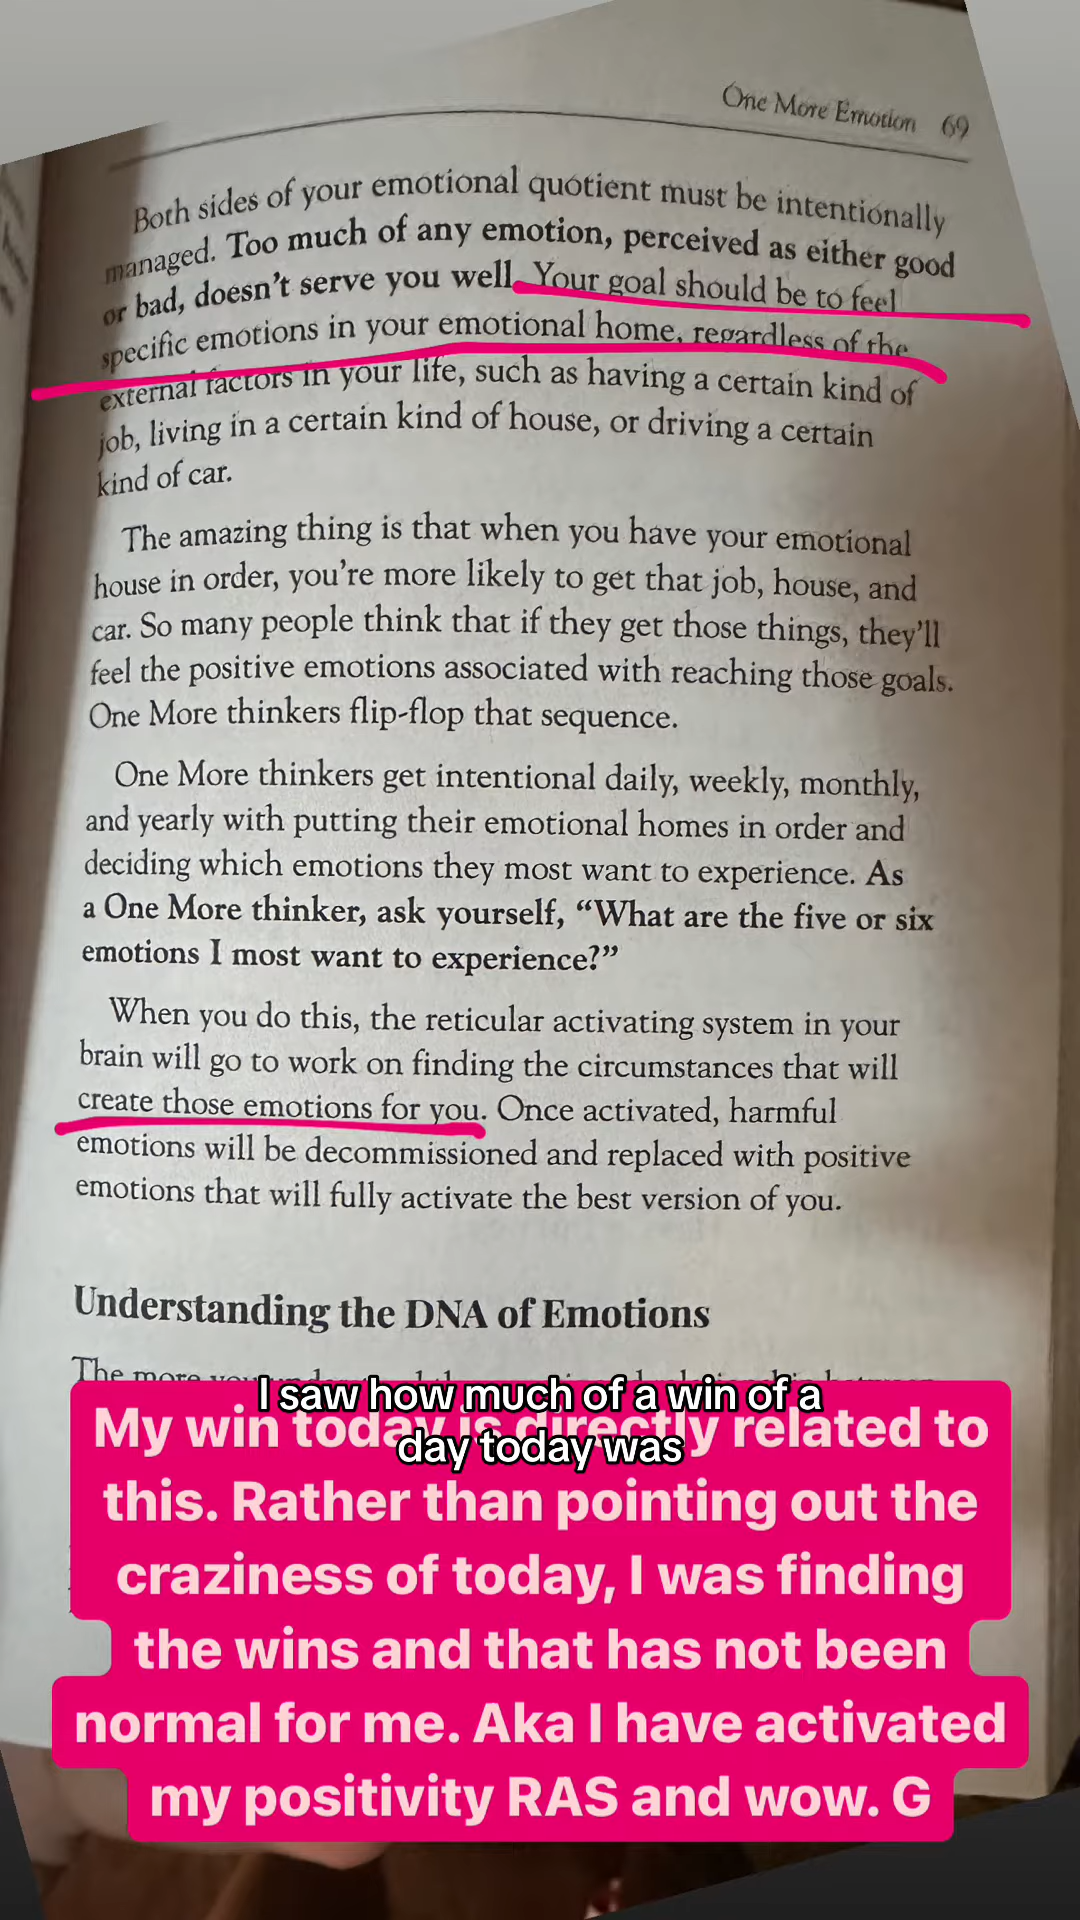 One More Emotion 69
Both sides of your emotional quotient must be intentionally
managed. Too much of any emotion, perceived as either good
or bad, doesn't serve you well. Your goal should be to feel
specific emotions in your emotional home, regardless of the
external factors in your life, such as having a certain kind of
job, living in a certain kind of house, or driving a certain
kind of car.
The amazing thing is that when you have your emotional
house in order, you're more likely to get that job, house, and
car. So many people think that if they get those things, they'll
feel the positive emotions associated with reaching those goals.
One More thinkers flip-flop that sequence.
One More thinkers get intentional daily, weekly, monthly,
and yearly with putting their emotional homes in order and
deciding which emotions they most want to experience. As
a One More thinker, ask yourself, “What are the five or six
emotions I most want to experience?”
When you do this, the reticular activating system in your
brain will go to work on finding the circumstances that will
create those emotions for you. Once activated, harmful
emotions will be decommissioned and replaced with positive
emotions that will fully activate the best version of you.
Understanding the DNA of Emotions
The more
I saw how much of a win of a
day today was
My win today is directly related to
this. Rather than pointing out the
craziness of today, I was finding
the wins and that has not been
normal for me. Aka I have activated
my positivity RAS and wow. G